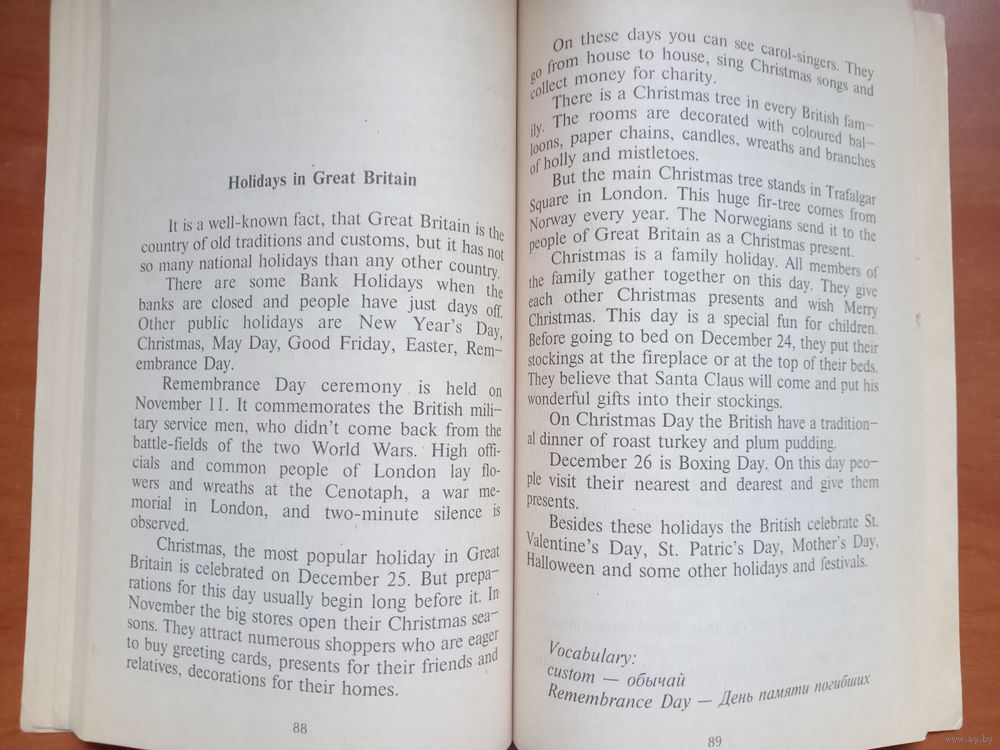 Holidays in Great Britain
It is a well-known fact, that Great Britain is the
country of old traditions and customs, but it has not
so many national holidays than any other country.
There are some Bank Holidays when the
banks are closed and people have just days off.
Other public holidays are New Year's Day,
Christmas, May Day, Good Friday, Easter, Rem-
embrance Day.
Remembrance Day ceremony is held on
November 11. It commemorates the British mili-
tary service men, who didn't come back from the
battle-fields of the two World Wars. High offi-
cials and common people of London lay flo-
wers and wreaths at the Cenotaph, a war me-
morial in London, and two-minute silence is
observed.
Christmas, the most popular holiday in Great
Britain is celebrated on December 25. But prepa-
rations for this day usually begin long before it. In
November the big stores open their Christmas sea-
sons. They attract numerous shoppers who are eager
to buy greeting cards, presents for their friends and
relatives, decorations for their homes.
88
On these days you can see carol-singers. They
go from house to house, sing Christmas songs and
collect money for charity.
There is a Christmas tree in every British fam-
ily. The rooms are decorated with coloured bal-
loons, paper chains, candles, wreaths and branches
of holly and mistletoes.
But the main Christmas tree stands in Trafalgar
Square in London. This huge fir-tree comes from
Norway every year. The Norwegians send it to the
people of Great Britain as a Christmas present.
Christmas is a family holiday. All members of
the family gather together on this day. They give
each other Christmas presents and wish Merry
Christmas. This day is a special fun for children.
Before going to bed on December 24, they put their
stockings at the fireplace or at the top of their beds.
They believe that Santa Claus will come and put his
wonderful gifts into their stockings.
On Christmas Day the British have a tradition-
al dinner of roast turkey and plum pudding.
December 26 is Boxing Day. On this day peo-
ple visit their nearest and dearest and give them
presents.
Besides these holidays the British celebrate St.
Valentine's Day, St. Patric's Day, Mother's Day,
Halloween and some other holidays and festivals.
Vocabulary:
custom — обычай
Remembrance Day — День памяти погибших
89
www.ay.by